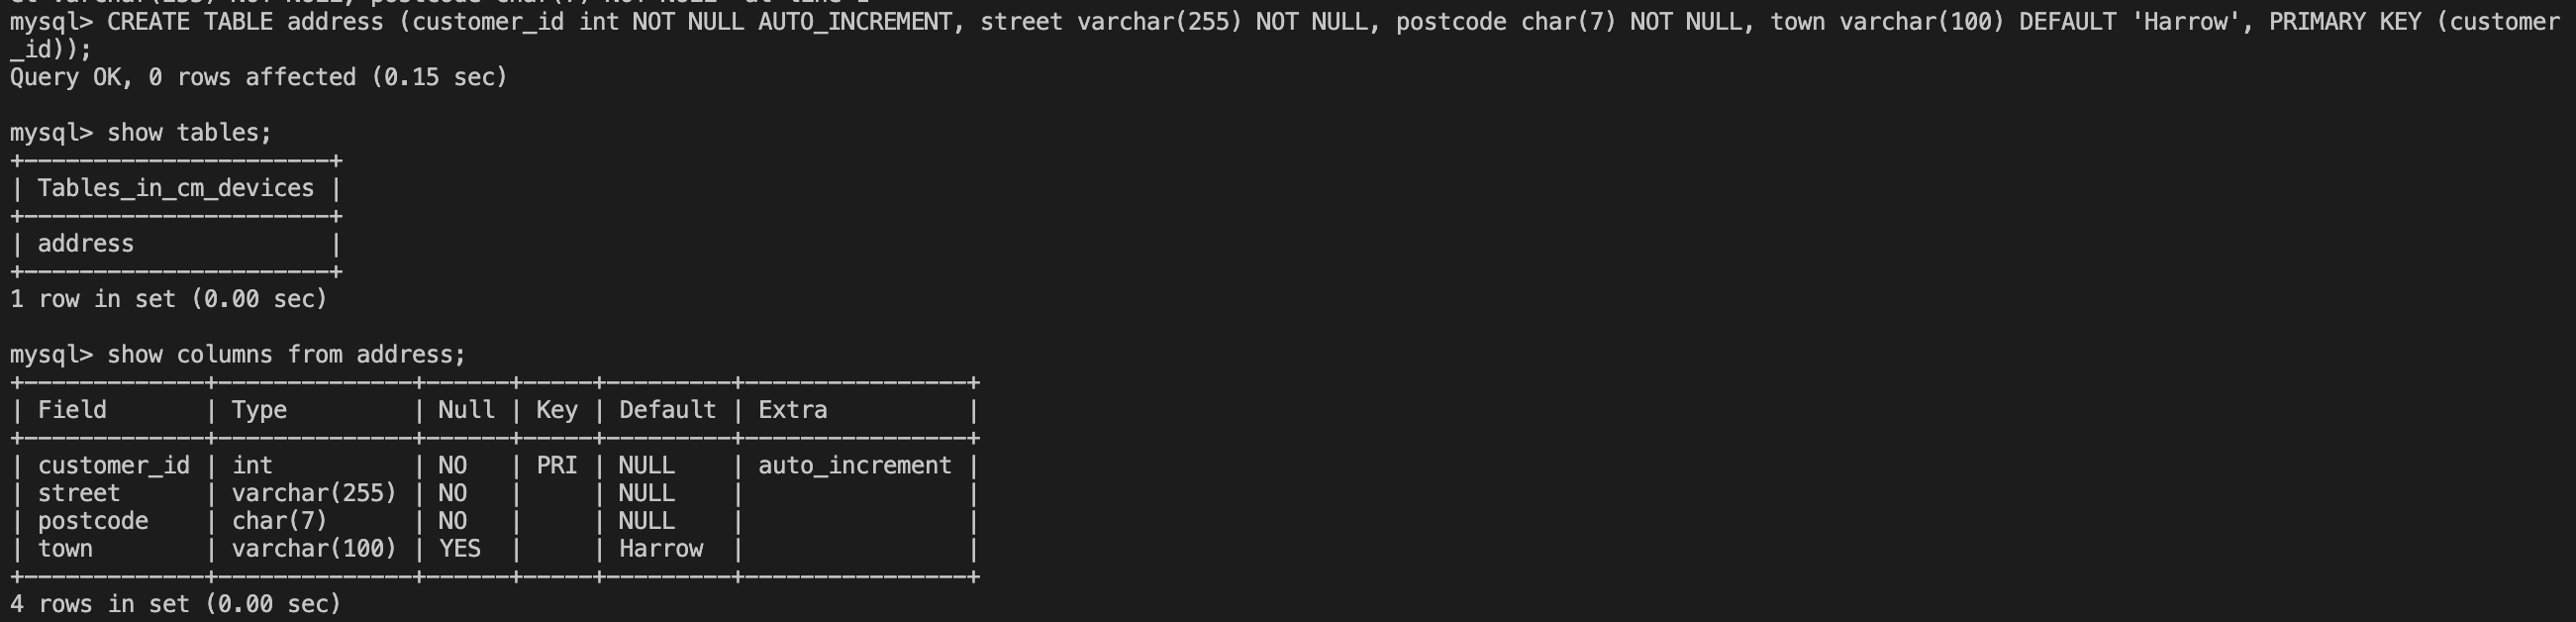 mysql> CREATE TABLE address (customer_id int NOT NULL AUTO_INCREMENT, street varchar(255) NOT NULL, postcode char(7) NOT NULL, town varchar(100) DEFAULT 'Harrow', PRIMARY KEY (customer
_id));
Query OK, 0 rows affected (0.15 sec)

mysql> show tables;
+----------------------+
| Tables_in_cm_devices |
+----------------------+
| address              |
+----------------------+
1 row in set (0.00 sec)

mysql> show columns from address;
+-------------+--------------+------+-----+---------+----------------+
| Field       | Type         | Null | Key | Default | Extra          |
+-------------+--------------+------+-----+---------+----------------+
| customer_id | int          | NO   | PRI | NULL    | auto_increment |
| street      | varchar(255) | NO   |     | NULL    |                |
| postcode    | char(7)      | NO   |     | NULL    |                |
| town        | varchar(100) | YES  |     | Harrow  |                |
+-------------+--------------+------+-----+---------+----------------+
4 rows in set (0.00 sec)